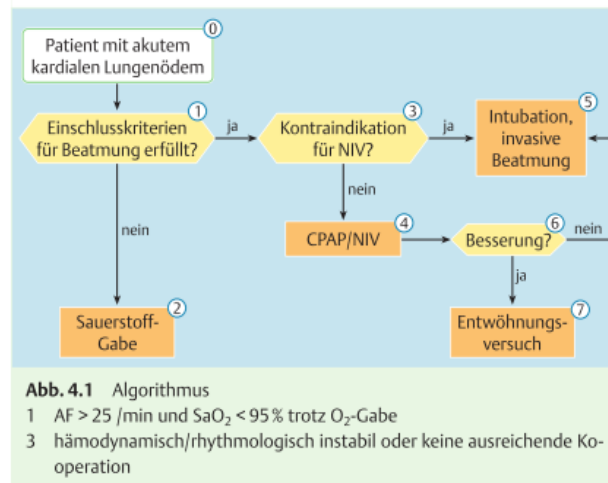 0
Patient mit akutem
kardialen Lungenödem
1
Einschlusskriterien
für Beatmung erfüllt?
ja
3
Kontraindikation
für NIV?
ja
5
Intubation,
invasive
Beatmung
nein
nein
4
CPAP/NIV
6
Besserung?
nein
ja
2
Sauerstoff-
Gabe
7
Entwöhnungs-
versuch
Abb. 4.1 Algorithmus
1 AF > 25 /min und SaO₂ < 95 % trotz O₂-Gabe
3 hämodynamisch/rhythmologisch instabil oder keine ausreichende Ko-
operation